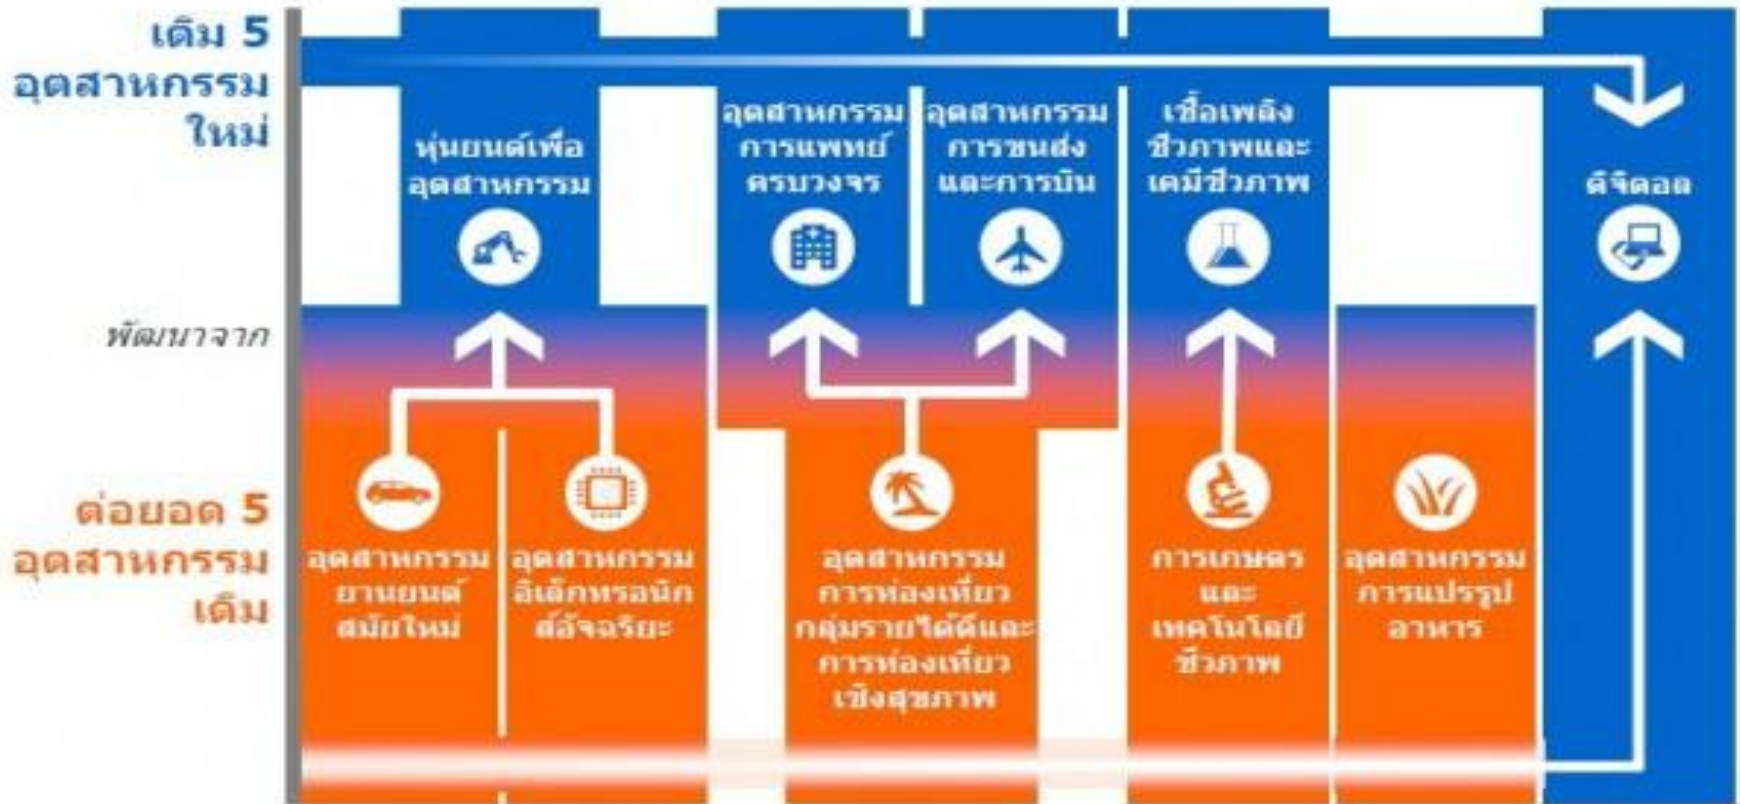 เติม 5
อุตสาหกรรม
ใหม่
หุ่นยนต์เพื่อ
อุตสาหกรรม
อุตสาหกรรม
การแพทย์
ครบวงจร
อุตสาหกรรม
การขนส่ง
และการบิน
เชื้อเพลิง
ชีวภาพและ
เคมีชีวภาพ
ดิจิตอล
พัฒนาจาก
ต่อยอด 5
อุตสาหกรรม
เดิม
อุตสาหกรรม
ยานยนต์
สมัยใหม่
อุตสาหกรรม
อิเล็กทรอนิก
ส์อัจฉริยะ
อุตสาหกรรม
การท่องเที่ยว
กลุ่มรายได้ดีและ
การท่องเที่ยว
เชิงสุขภาพ
การเกษตร
และ
เทคโนโลยี
ชีวภาพ
อุตสาหกรรม
การแปรรูป
อาหาร